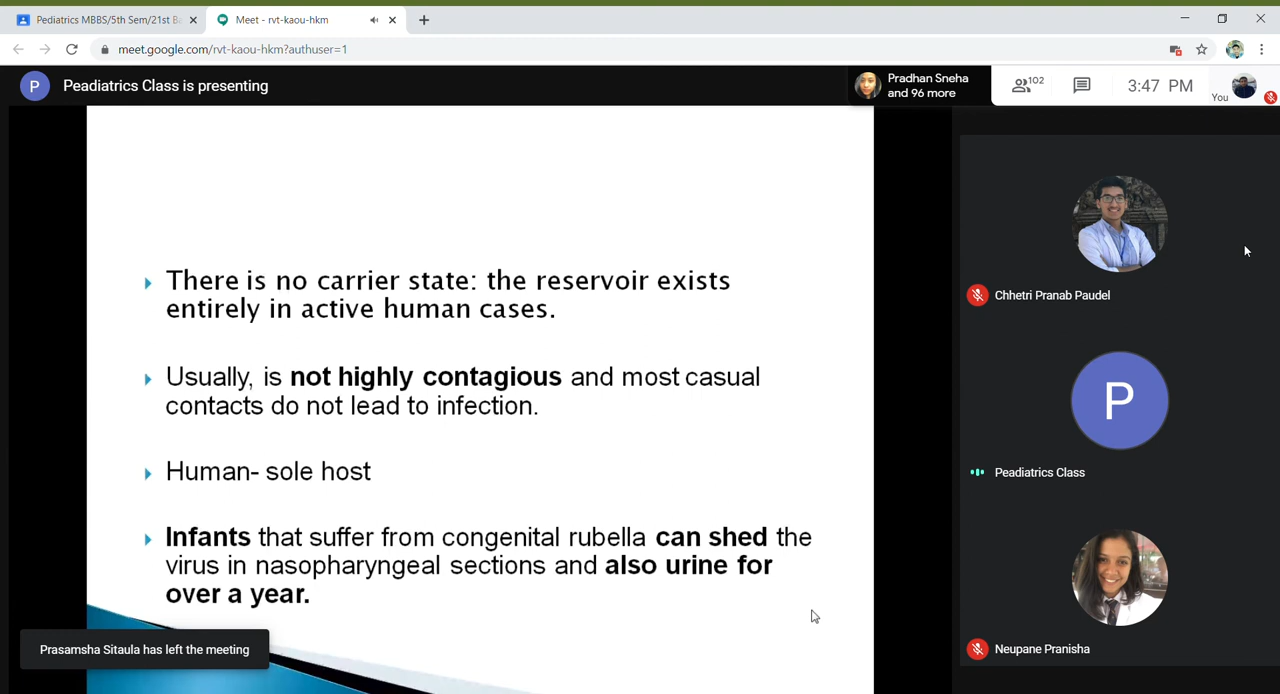 Pediatrics MBBS/5th Sem/21st B
Meet - rvt-kaou-hkm
meet.google.com/rvt-kaou-hkm?authuser=1
P
Peadiatrics Class is presenting
Pradhan Sneha
and 96 more
102
3:47 PM
You
There is no carrier state: the reservoir exists
entirely in active human cases.
Usually, is not highly contagious and most casual
contacts do not lead to infection.
Human- sole host
Infants that suffer from congenital rubella can shed the
virus in nasopharyngeal sections and also urine for
over a year.
Chhetri Pranab Paudel
P
Peadiatrics Class
Neupane Pranisha
Prasamsha Sitaula has left the meeting